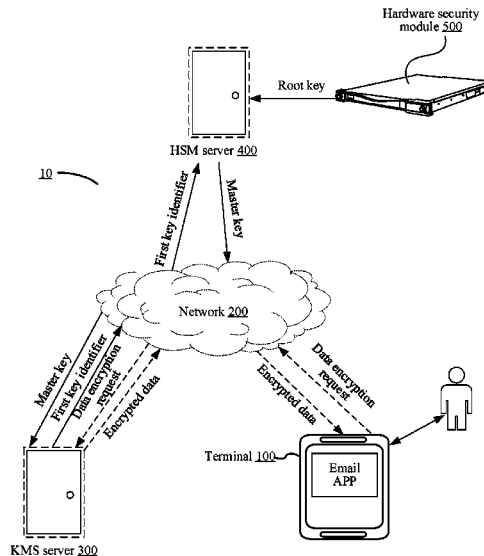 Hardware security
module 500
Root key
HSM server 400
10
First key identifier
Master key
Network 200
Master key
First key identifier
Data encryption
request
Encrypted data
Data encryption
request
Encrypted data
Terminal 100
Email
APP
KMS server 300